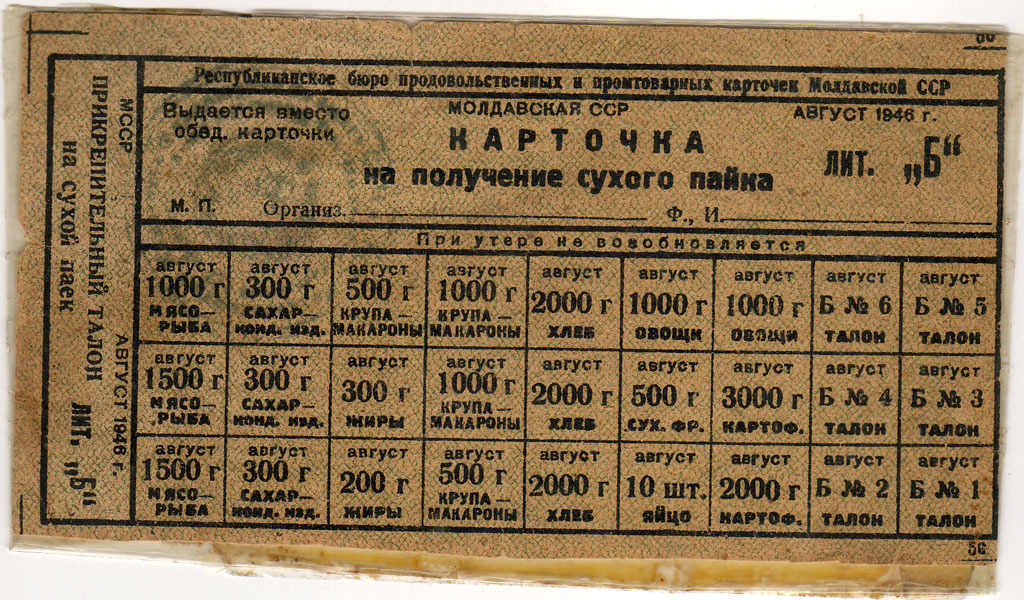 56
Республиканское бюро продовольственных и промтоварных карточек Молдавской ССР
Выдается вместо
обед. карточки
МОЛДАВСКАЯ ССР
АВГУСТ 1946 г.
КАРТОЧКА
на получение сухого пайка
ЛИТ. „Б“
М. П. Организ. Ф., И.
При утере не возобновляется
МССР АВГУСТ 1946 г.
ПРИКРЕПИТЕЛЬНЫЙ ТАЛОН ЛИТ. „Б“
на сухой паек
август август август август август август август август август
1000 г 300 г 500 г 1000 г 2000 г 1000 г 1000 г Б № 6 Б № 5
МЯСО— САХАР— КРУПА— КРУПА— ХЛЕБ ОВОЩИ ОВОЩИ ТАЛОН ТАЛОН
РЫБА конд. изд. МАКАРОНЫ МАКАРОНЫ
август август август август август август август август август
1500 г 300 г 300 г 1000 г 2000 г 500 г 3000 г Б № 4 Б № 3
МЯСО— САХАР— ЖИРЫ КРУПА— ХЛЕБ СУХ. ФР. КАРТОФ. ТАЛОН ТАЛОН
РЫБА конд. изд. МАКАРОНЫ
август август август август август август август август август
1500 г 300 г 200 г 500 г 2000 г 10 шт. 2000 г Б № 2 Б № 1
МЯСО— САХАР— ЖИРЫ КРУПА— ХЛЕБ ЯЙЦО КАРТОФ. ТАЛОН ТАЛОН
РЫБА конд. изд. МАКАРОНЫ
56